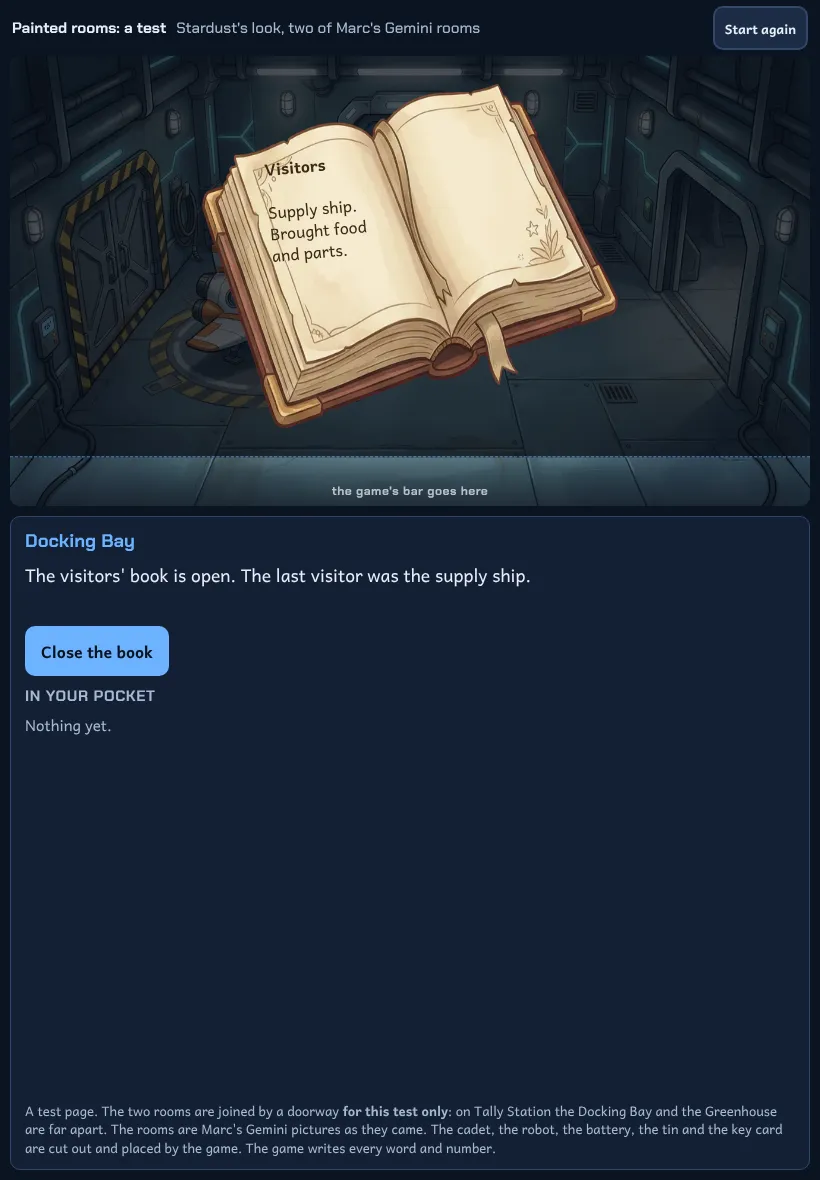 Painted rooms: a test Stardust's look, two of Marc's Gemini rooms
Start again
Visitors
Supply ship.
Brought food
and parts.
the game's bar goes here
Docking Bay
The visitors' book is open. The last visitor was the supply ship.
Close the book
IN YOUR POCKET
Nothing yet.
A test page. The two rooms are joined by a doorway for this test only: on Tally Station the Docking Bay and the Greenhouse
are far apart. The rooms are Marc's Gemini pictures as they came. The cadet, the robot, the battery, the tin and the key card
are cut out and placed by the game. The game writes every word and number.